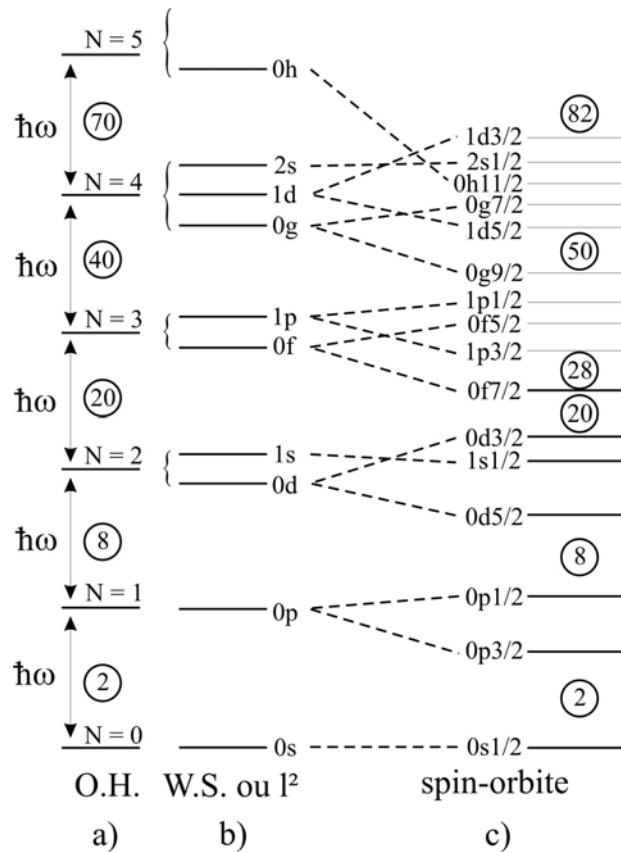 N = 5
0h
ħω
70
82
1d3/2
2s
2s1/2
N = 4
1d
0h11/2
0g
0g7/2
1d5/2
ħω
40
50
0g9/2
N = 3
1p
1p1/2
0f
0f5/2
1p3/2
28
ħω
20
0f7/2
20
N = 2
1s
0d3/2
0d
1s1/2
0d5/2
ħω
8
8
N = 1
0p
0p1/2
0p3/2
ħω
2
2
N = 0
0s
0s1/2
O.H.
W.S. ou l²
spin-orbite
a)
b)
c)